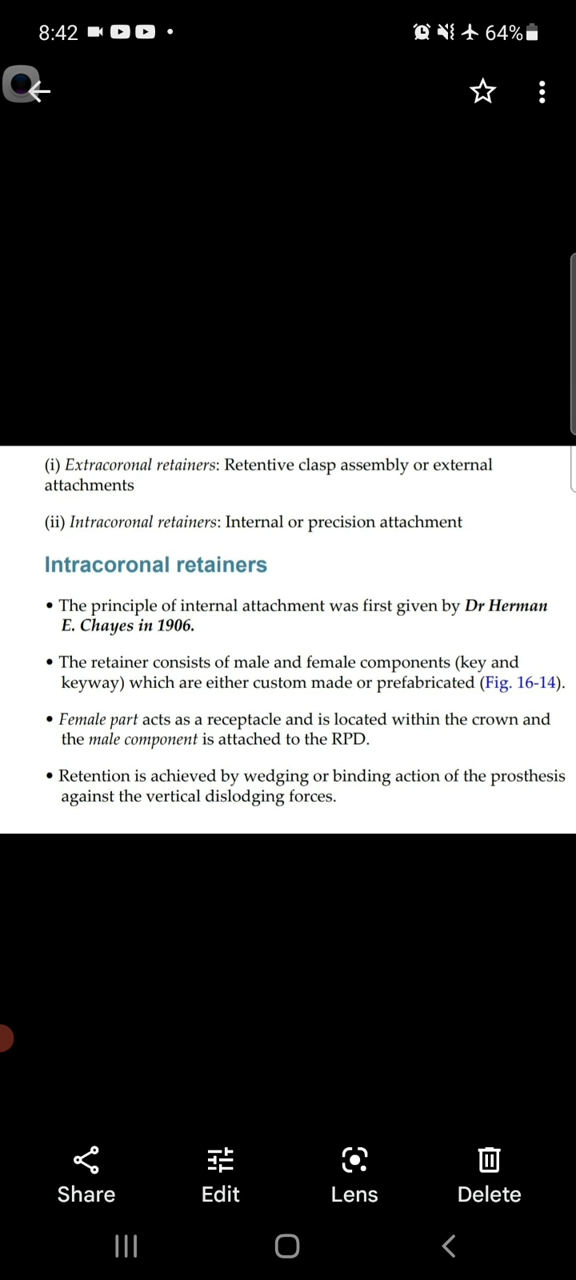 8:42
64%
(i) Extracoronal retainers: Retentive clasp assembly or external
attachments
(ii) Intracoronal retainers: Internal or precision attachment
Intracoronal retainers
• The principle of internal attachment was first given by Dr Herman
E. Chayes in 1906.
• The retainer consists of male and female components (key and
keyway) which are either custom made or prefabricated (Fig. 16-14).
• Female part acts as a receptacle and is located within the crown and
the male component is attached to the RPD.
• Retention is achieved by wedging or binding action of the prosthesis
against the vertical dislodging forces.
Share Edit Lens Delete